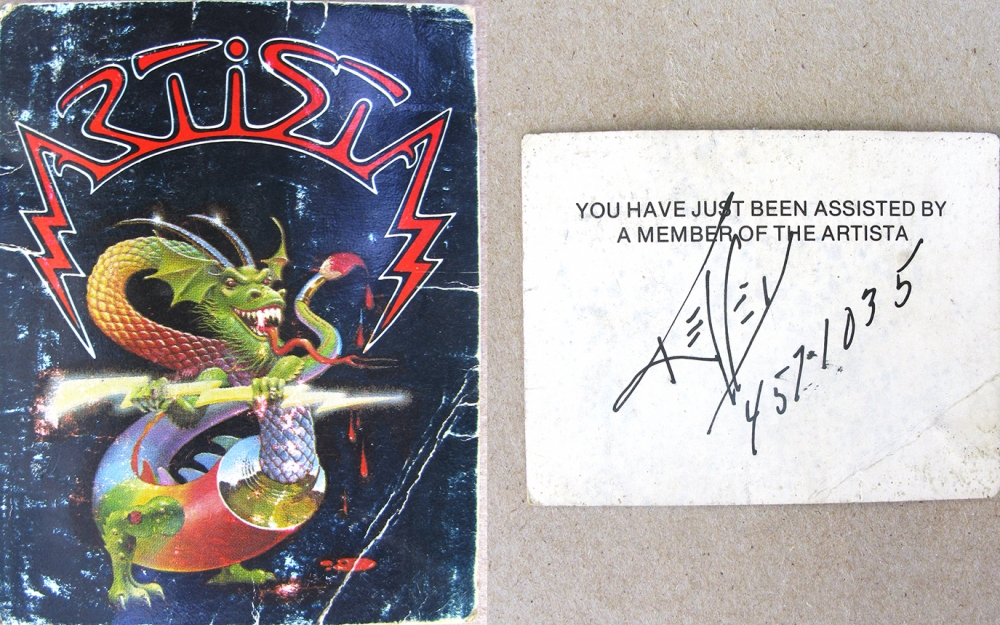 ARTiSTA
YOU HAVE JUST BEEN ASSISTED BY
A MEMBER OF THE ARTISTA
457-1035